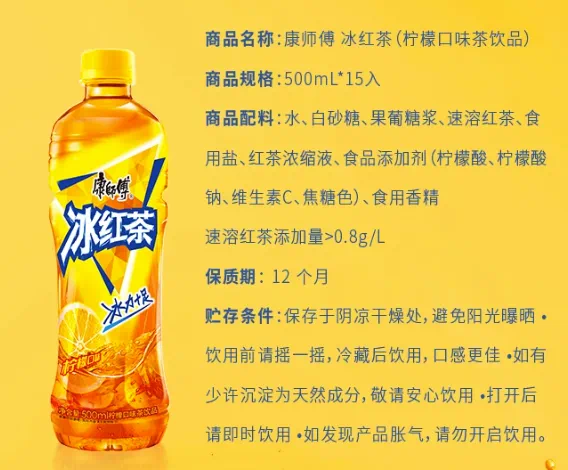 商品名称:康师傅 冰红茶(柠檬口味茶饮品)
商品规格:500mL*15入
商品配料:水、白砂糖、果葡糖浆、速溶红茶、食
用盐、红茶浓缩液、食品添加剂(柠檬酸、柠檬酸
钠、维生素C、焦糖色)、食用香精
速溶红茶添加量>0.8g/L
保质期: 12 个月
贮存条件:保存于阴凉干燥处,避免阳光曝晒 •
饮用前请摇一摇,冷藏后饮用,口感更佳 •如有
少许沉淀为天然成分,敬请安心饮用 •打开后
请即时饮用 •如发现产品胀气,请勿开启饮用。
康师傅
冰红茶
冰力十足
柠檬口味
净含量 500ml柠檬口味茶饮品